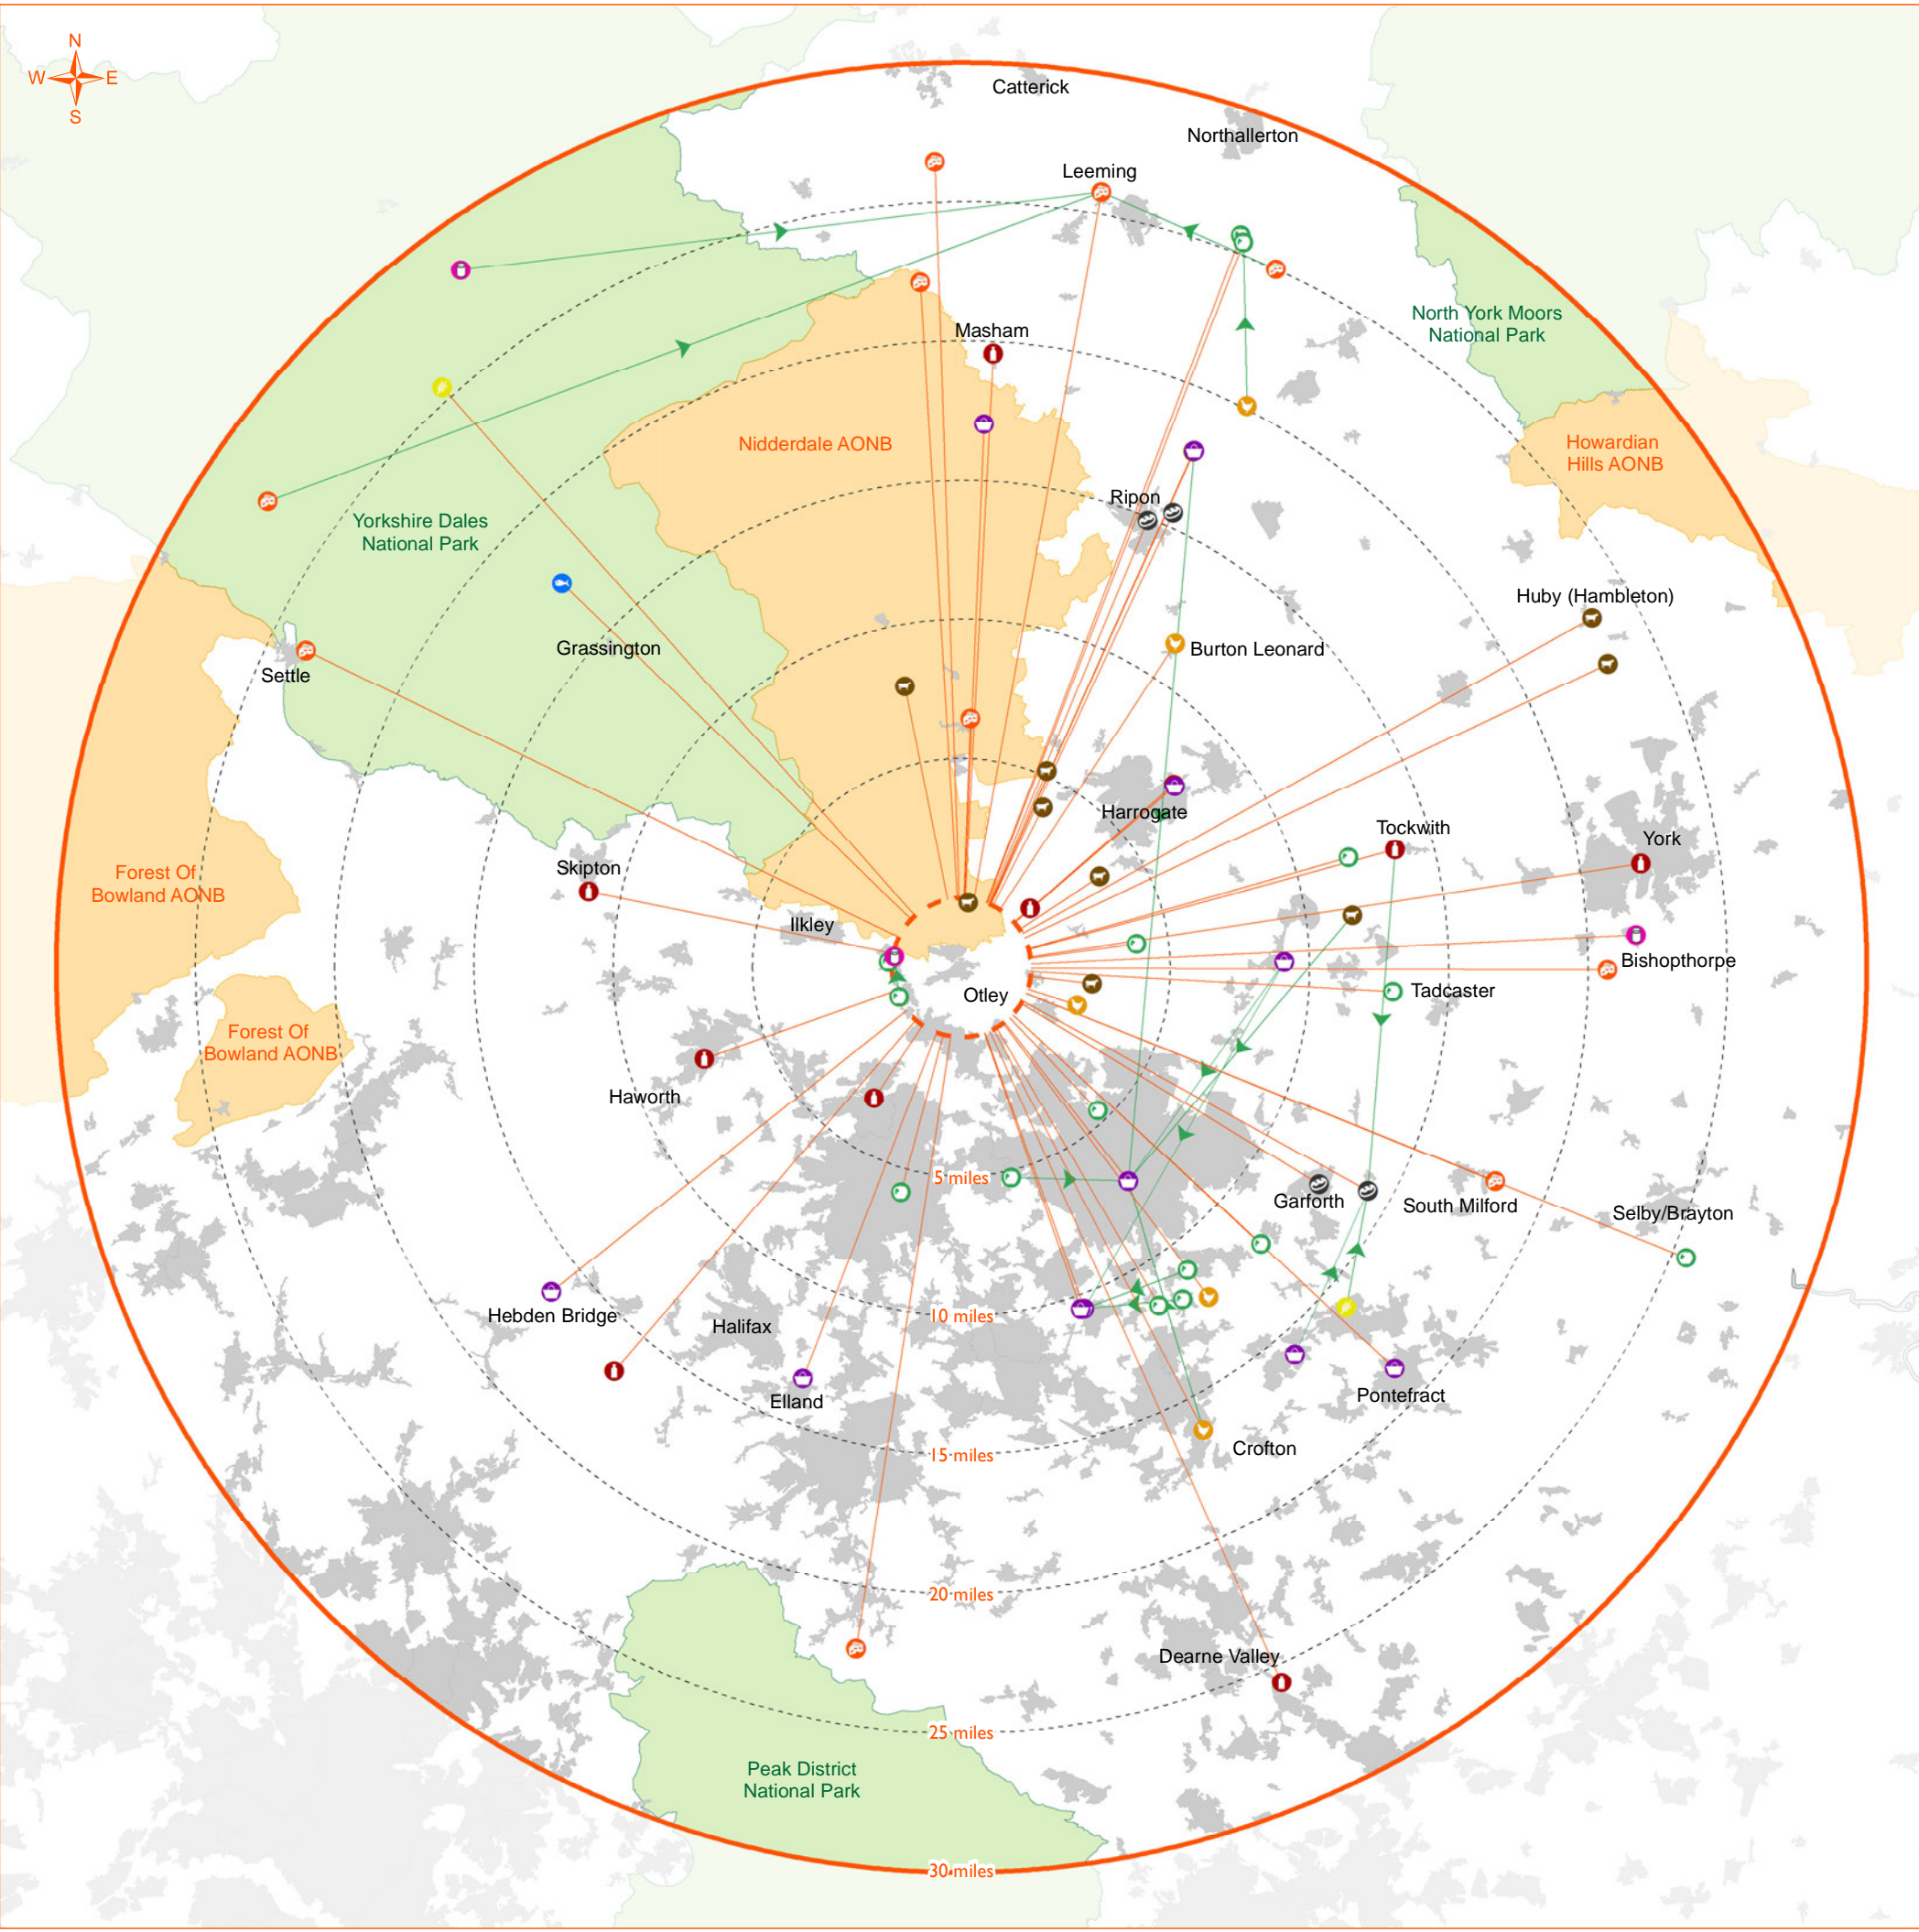 N
W E
S
Catterick
Northallerton
Leeming
North York Moors
National Park
Masham
Nidderdale AONB
Howardian
Hills AONB
Ripon
Yorkshire Dales
National Park
Huby (Hambleton)
Grassington
Burton Leonard
Settle
Harrogate
Tockwith
York
Skipton
Forest Of
Bowland AONB
Ilkley
Bishopthorpe
Otley
Tadcaster
Forest Of
Bowland AONB
Haworth
5 miles
Garforth
South Milford
Selby/Brayton
Hebden Bridge
10 miles
Halifax
Elland
Pontefract
Crofton
15 miles
20 miles
Dearne Valley
25 miles
Peak District
National Park
30 miles